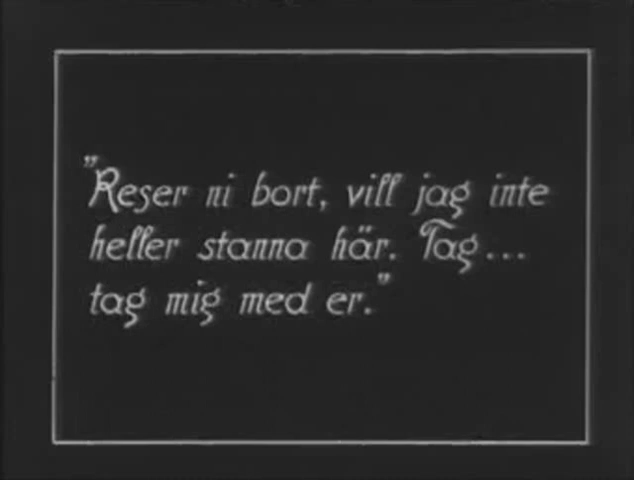 "Reser ni bort, vill jag inte
heller stanna här. Tag...
tag mig med er."